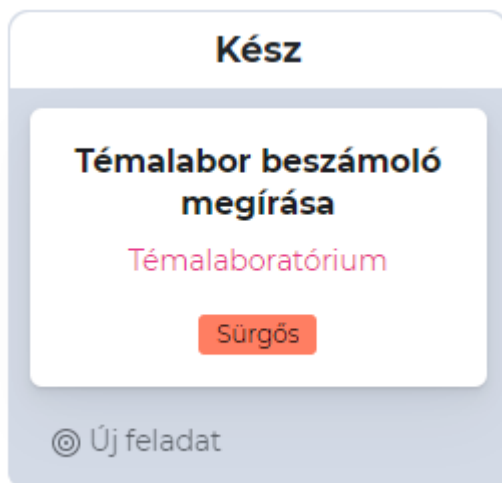 Kész
Témalabor beszámoló
megírása
Témalaboratórium
Sürgős
Új feladat